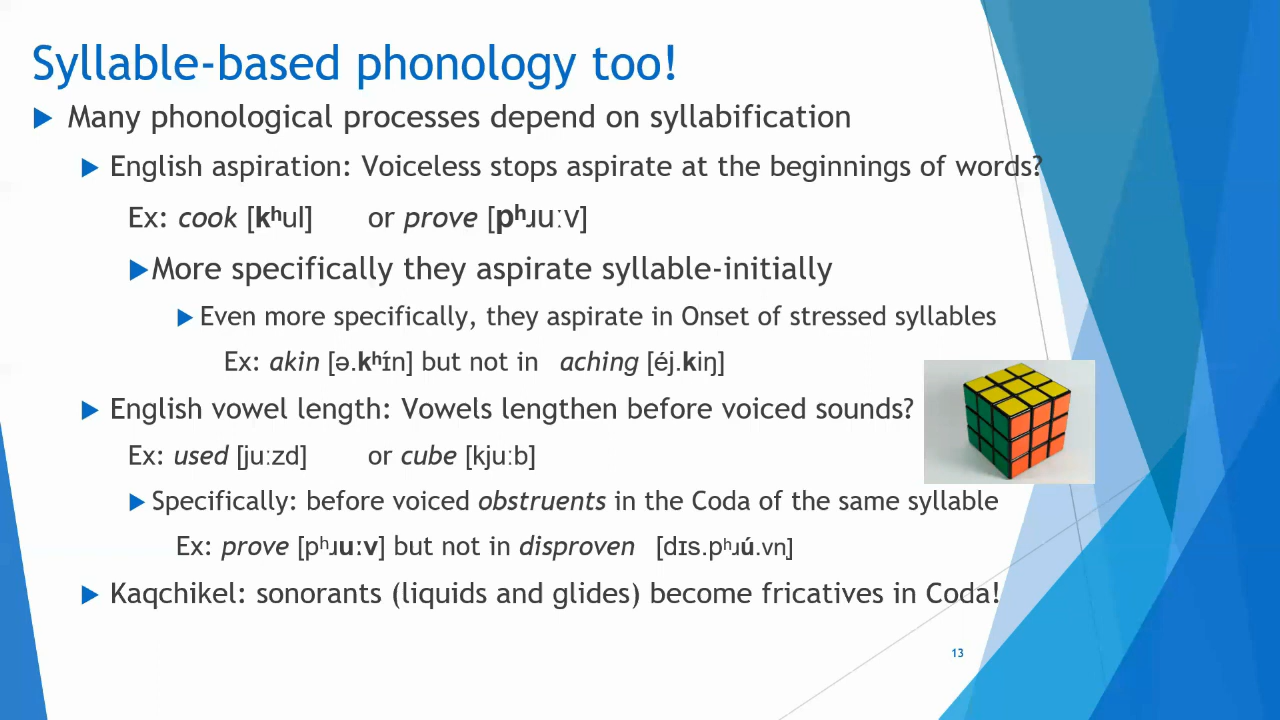 Syllable-based phonology too!
Many phonological processes depend on syllabification
English aspiration: Voiceless stops aspirate at the beginnings of words?
Ex: cook [kʰul] or prove [pʰɹuːv]
More specifically they aspirate syllable-initially
Even more specifically, they aspirate in Onset of stressed syllables
Ex: akin [ə.kʰɪ́n] but not in aching [éj.kiŋ]
English vowel length: Vowels lengthen before voiced sounds?
Ex: used [juːzd] or cube [kjuːb]
Specifically: before voiced obstruents in the Coda of the same syllable
Ex: prove [pʰɹuːv] but not in disproven [dɪs.pʰɹú.vn]
Kaqchikel: sonorants (liquids and glides) become fricatives in Coda!
13